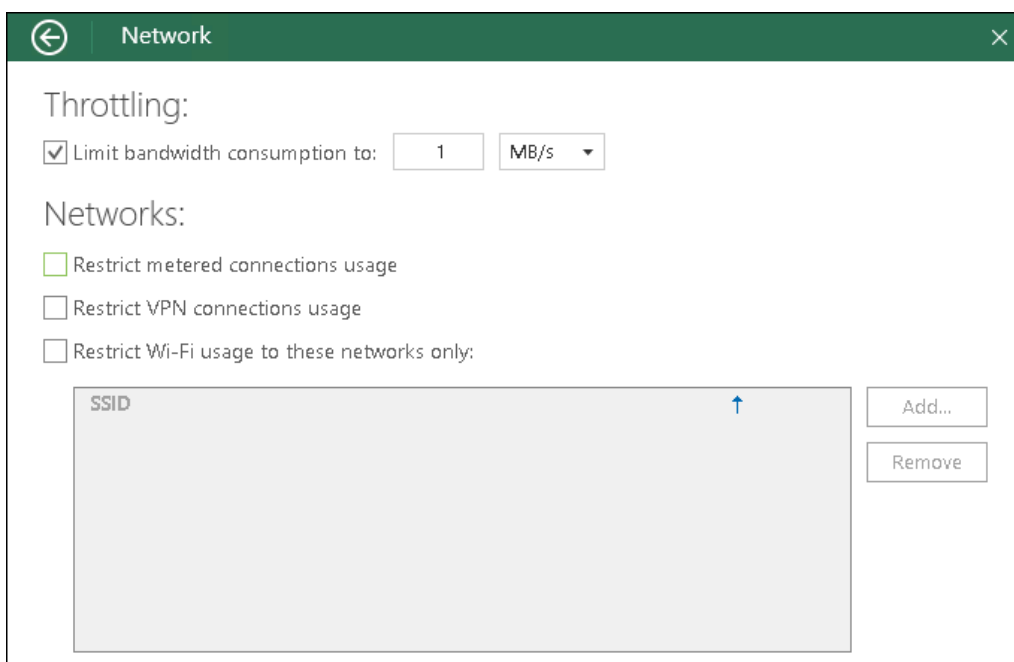 Network
Throttling:
Limit bandwidth consumption to: 1 MB/s
Networks:
Restrict metered connections usage
Restrict VPN connections usage
Restrict Wi-Fi usage to these networks only:
SSID
Add...
Remove